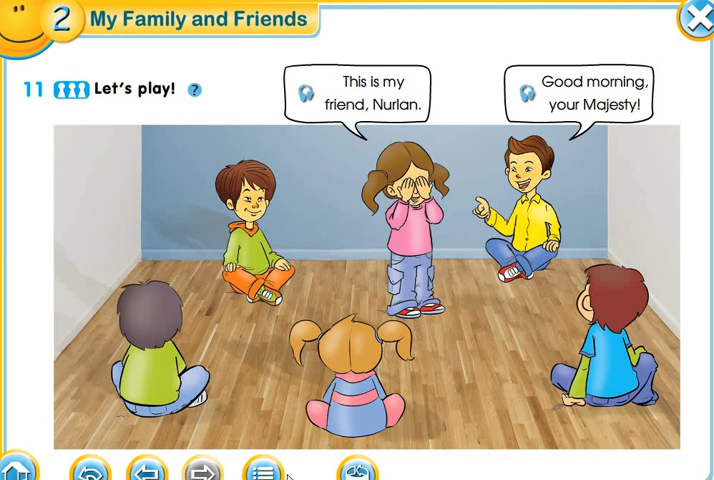 2 My Family and Friends
11 Let's play! ?
This is my
friend, Nurlan.
Good morning,
your Majesty!